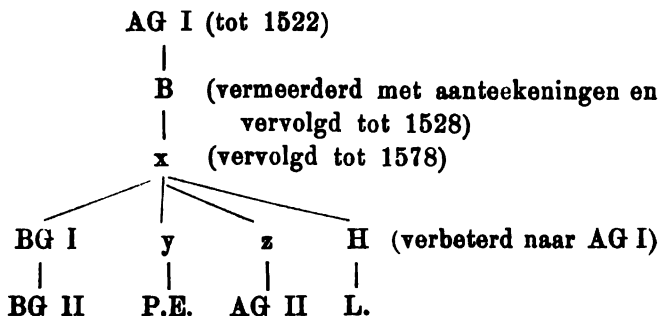 AG I (tot 1522)
B (vermeerderd met aanteekeningen en
vervolgd tot 1528)
x (vervolgd tot 1578)
BG I y z H (verbeterd naar AG I)
BG II P.E. AG II L.